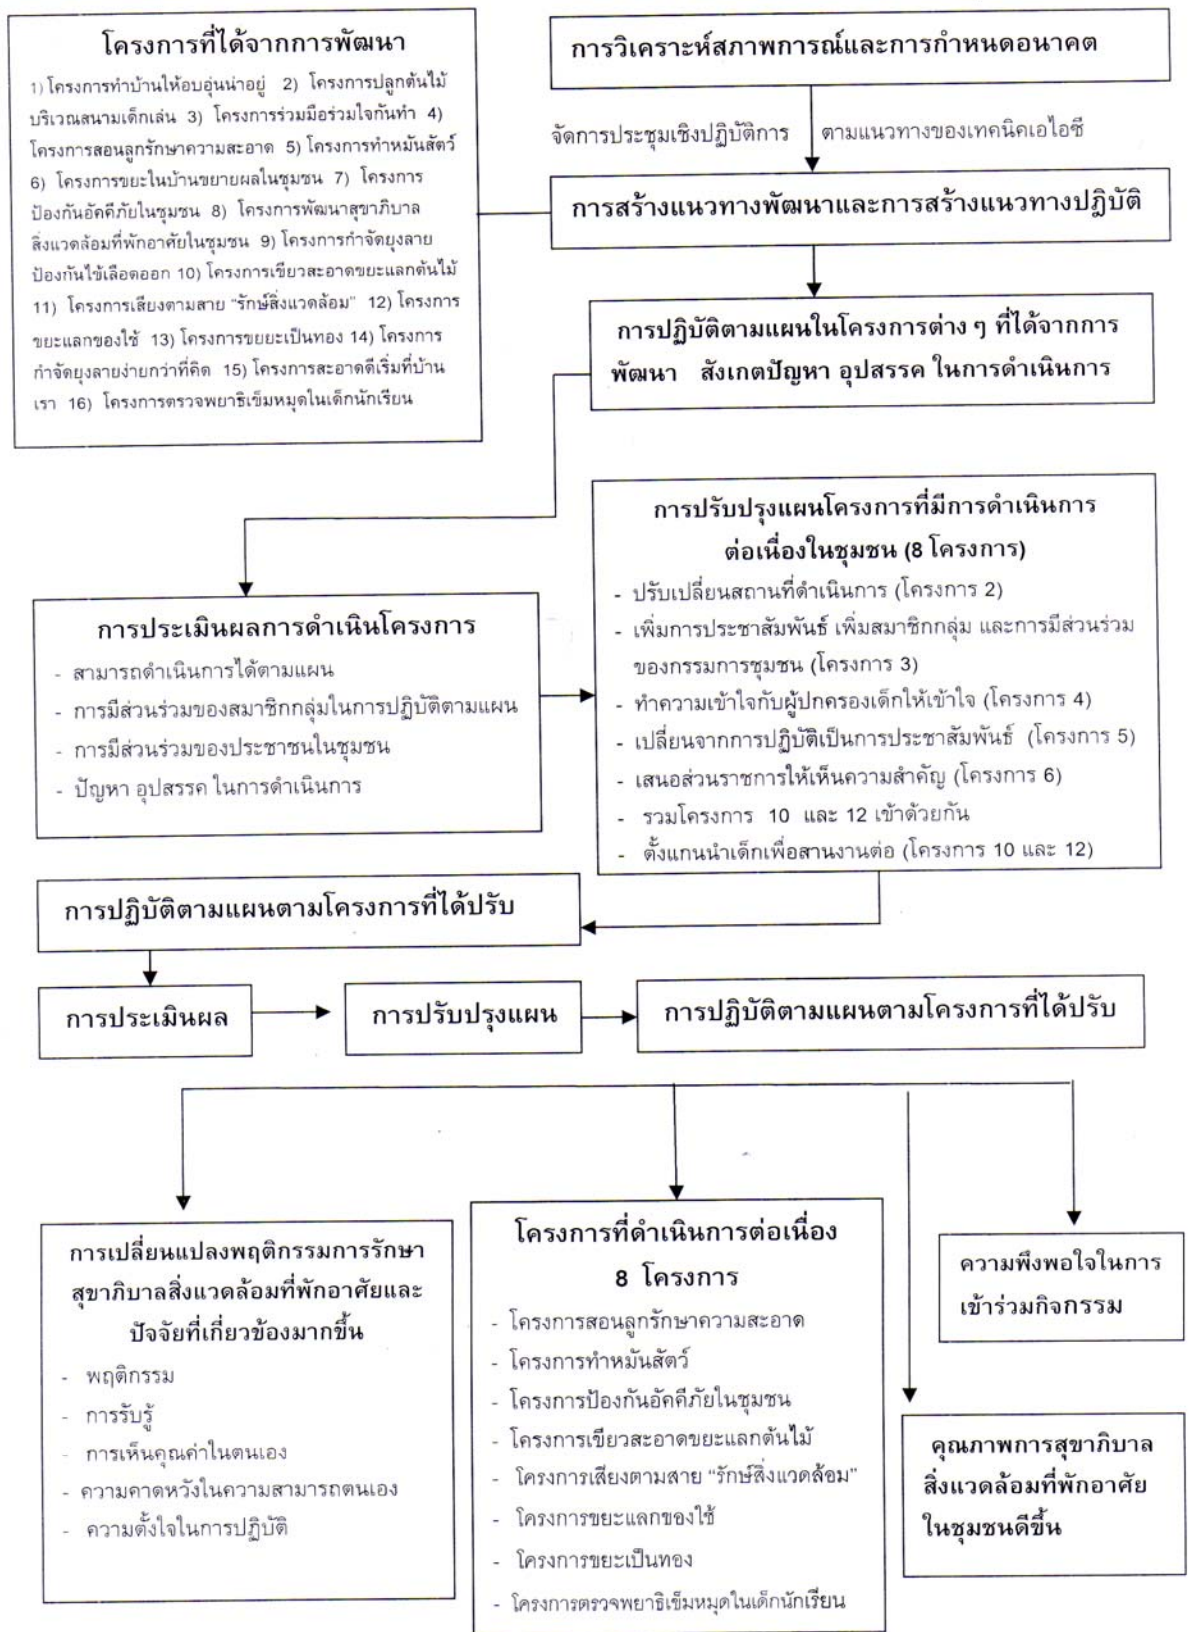 โครงการที่ได้จากการพัฒนา
1) โครงการทำบ้านให้อบอุ่นน่าอยู่ 2) โครงการปลูกต้นไม้
บริเวณสนามเด็กเล่น 3) โครงการร่วมมือร่วมใจกันทำ 4)
โครงการสอนลูกรักษาความสะอาด 5) โครงการทำหมันสัตว์
6) โครงการขยะในบ้านขยายผลในชุมชน 7) โครงการ
ป้องกันอัคคีภัยในชุมชน 8) โครงการพัฒนาสุขาภิบาล
สิ่งแวดล้อมที่พักอาศัยในชุมชน 9) โครงการกำจัดยุงลาย
ป้องกันไข้เลือดออก 10) โครงการเขียวสะอาดขยะแลกต้นไม้
11) โครงการเสียงตามสาย "รักษ์สิ่งแวดล้อม" 12) โครงการ
ขยะแลกของใช้ 13) โครงการขยยะเป็นทอง 14) โครงการ
กำจัดยุงลายง่ายกว่าที่คิด 15) โครงการสะอาดดีเริ่มที่บ้าน
เรา 16) โครงการตรวจพยาธิเข็มหมุดในเด็กนักเรียน
การวิเคราะห์สภาพการณ์และการกำหนดอนาคต
จัดการประชุมเชิงปฏิบัติการ ตามแนวทางของเทคนิคเอไอซี
การสร้างแนวทางพัฒนาและการสร้างแนวทางปฏิบัติ
การปฏิบัติตามแผนในโครงการต่าง ๆ ที่ได้จากการ
พัฒนา สังเกตปัญหา อุปสรรค ในการดำเนินการ
การประเมินผลการดำเนินโครงการ
- สามารถดำเนินการได้ตามแผน
- การมีส่วนร่วมของสมาชิกกลุ่มในการปฏิบัติตามแผน
- การมีส่วนร่วมของประชาชนในชุมชน
- ปัญหา อุปสรรค ในการดำเนินการ
การปรับปรุงแผนโครงการที่มีการดำเนินการ
ต่อเนื่องในชุมชน (8 โครงการ)
- ปรับเปลี่ยนสถานที่ดำเนินการ (โครงการ 2)
- เพิ่มการประชาสัมพันธ์ เพิ่มสมาชิกกลุ่ม และการมีส่วนร่วม
ของกรรมการชุมชน (โครงการ 3)
- ทำความเข้าใจกับผู้ปกครองเด็กให้เข้าใจ (โครงการ 4)
- เปลี่ยนจากการปฏิบัติเป็นการประชาสัมพันธ์ (โครงการ 5)
- เสนอส่วนราชการให้เห็นความสำคัญ (โครงการ 6)
- รวมโครงการ 10 และ 12 เข้าด้วยกัน
- ตั้งแกนนำเด็กเพื่อสานงานต่อ (โครงการ 10 และ 12)
การปฏิบัติตามแผนตามโครงการที่ได้ปรับ
การประเมินผล
การปรับปรุงแผน
การปฏิบัติตามแผนตามโครงการที่ได้ปรับ
การเปลี่ยนแปลงพฤติกรรมการรักษา
สุขาภิบาลสิ่งแวดล้อมที่พักอาศัยและ
ปัจจัยที่เกี่ยวข้องมากขึ้น
- พฤติกรรม
- การรับรู้
- การเห็นคุณค่าในตนเอง
- ความคาดหวังในความสามารถตนเอง
- ความตั้งใจในการปฏิบัติ
โครงการที่ดำเนินการต่อเนื่อง
8 โครงการ
- โครงการสอนลูกรักษาความสะอาด
- โครงการทำหมันสัตว์
- โครงการป้องกันอัคคีภัยในชุมชน
- โครงการเขียวสะอาดขยะแลกต้นไม้
- โครงการเสียงตามสาย "รักษ์สิ่งแวดล้อม"
- โครงการขยะแลกของใช้
- โครงการขยะเป็นทอง
- โครงการตรวจพยาธิเข็มหมุดในเด็กนักเรียน
ความพึงพอใจในการ
เข้าร่วมกิจกรรม
คุณภาพการสุขาภิบาล
สิ่งแวดล้อมที่พักอาศัย
ในชุมชนดีขึ้น